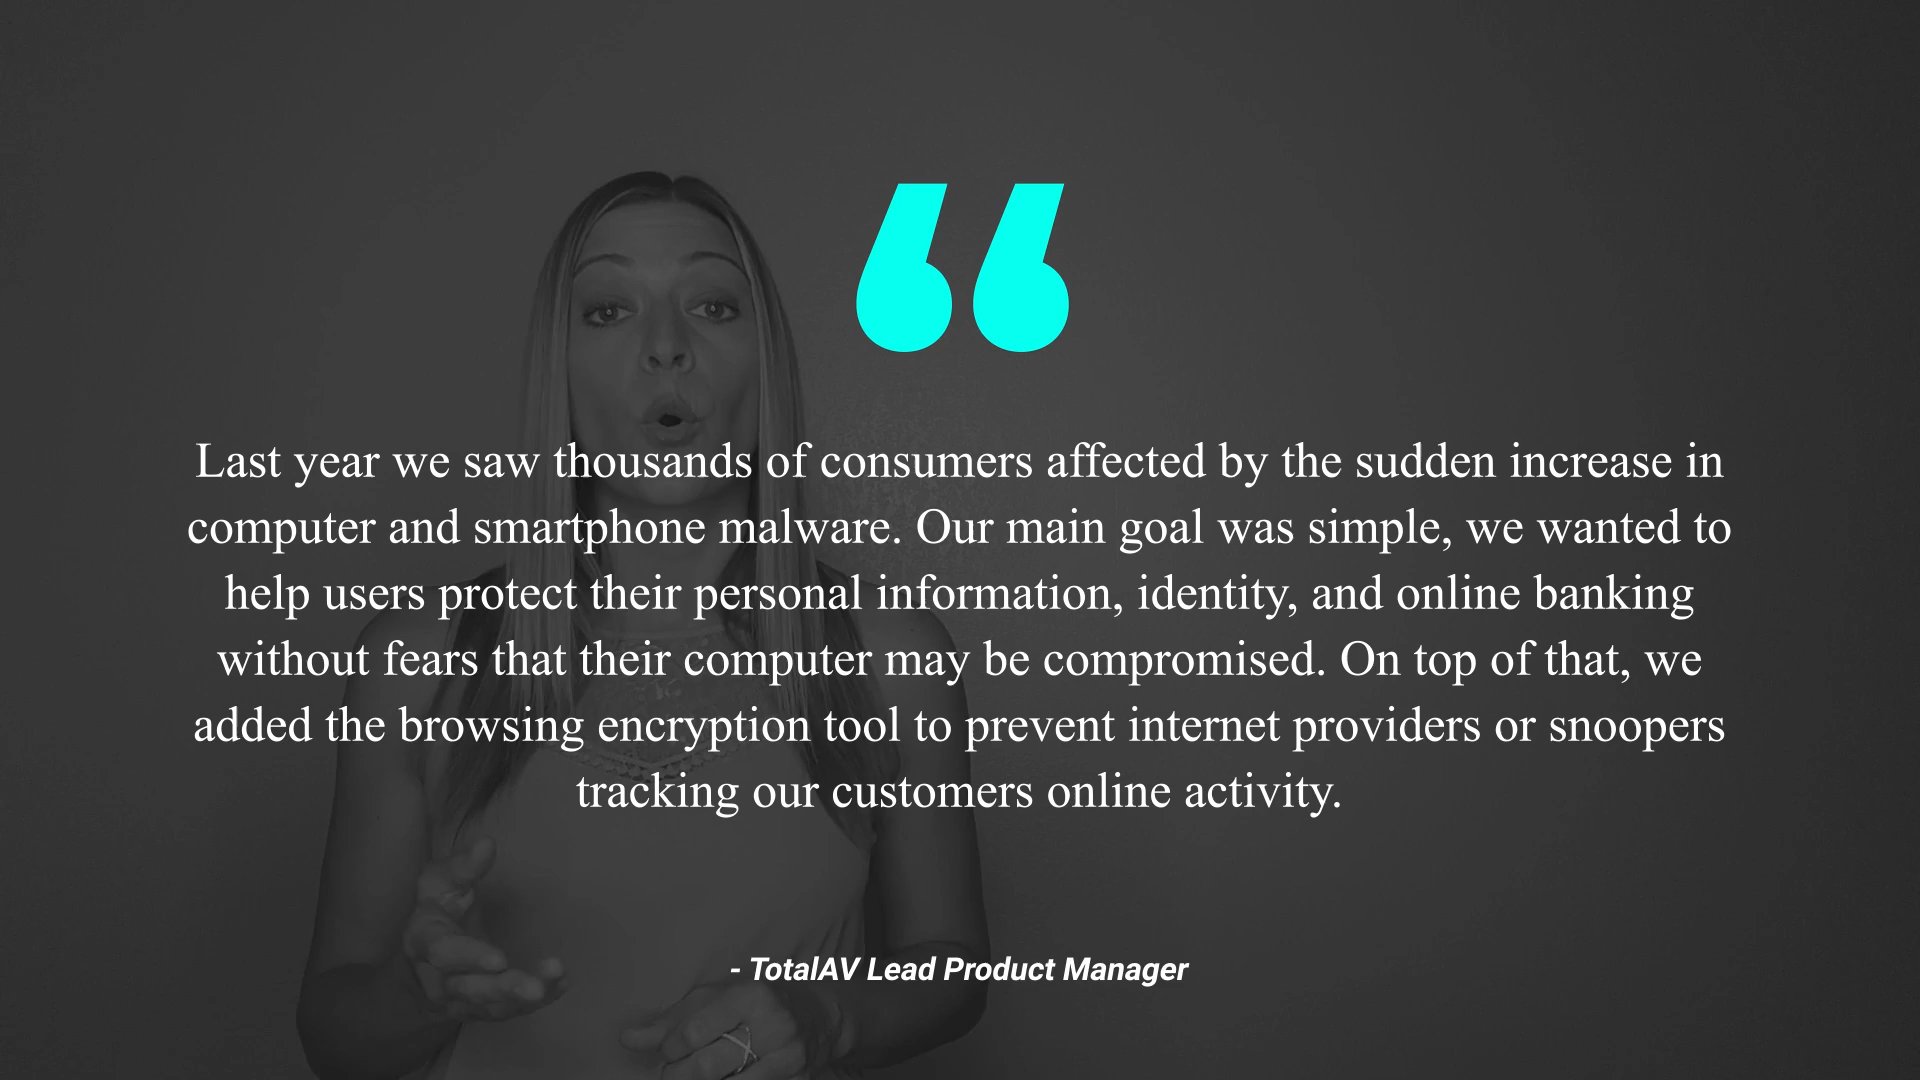 “
Last year we saw thousands of consumers affected by the sudden increase in
computer and smartphone malware. Our main goal was simple, we wanted to
help users protect their personal information, identity, and online banking
without fears that their computer may be compromised. On top of that, we
added the browsing encryption tool to prevent internet providers or snoopers
tracking our customers online activity.
- TotalAV Lead Product Manager